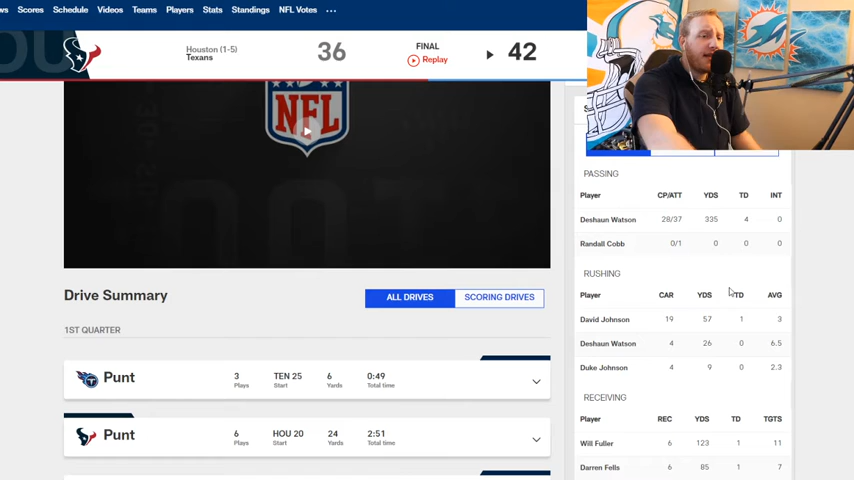 ws Scores Schedule Videos Teams Players Stats Standings NFL Votes ...
Houston (1-5)
Texans
36
FINAL
Replay
42
NFL
Drive Summary
ALL DRIVES SCORING DRIVES
1ST QUARTER
Punt 3 TEN 25 6 0:49
Plays Start Yards Total time
Punt 6 HOU 20 24 2:51
Plays Start Yards Total time
PASSING
Player CP/ATT YDS TD INT
Deshaun Watson 28/37 335 4 0
Randall Cobb 0/1 0 0 0
RUSHING
Player CAR YDS TD AVG
David Johnson 19 57 1 3
Deshaun Watson 4 26 0 6.5
Duke Johnson 4 9 0 2.3
RECEIVING
Player REC YDS TD TGTS
Will Fuller 6 123 1 11
Darren Fells 6 85 1 7